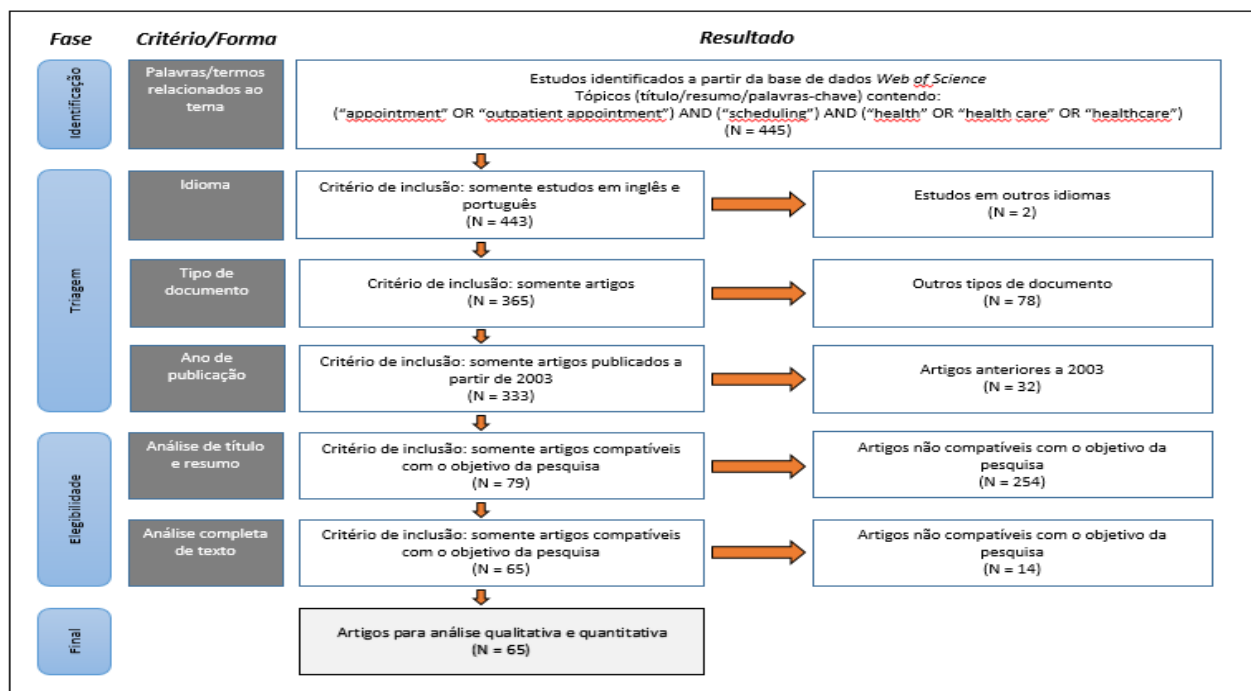 Fase
Critério/Forma
Resultado
Identificação
Palavras/termos
relacionados ao
tema
Estudos identificados a partir da base de dados Web of Science
Tópicos (título/resumo/palavras-chave) contendo:
(“appointment” OR “outpatient appointment”) AND (“scheduling”) AND (“health” OR “health care” OR “healthcare”)
(N = 445)
Triagem
Idioma
Critério de inclusão: somente estudos em inglês e
português
(N = 443)
Estudos em outros idiomas
(N = 2)
Tipo de
documento
Critério de inclusão: somente artigos
(N = 365)
Outros tipos de documento
(N = 78)
Ano de
publicação
Critério de inclusão: somente artigos publicados a
partir de 2003
(N = 333)
Artigos anteriores a 2003
(N = 32)
Elegibilidade
Análise de título
e resumo
Critério de inclusão: somente artigos compatíveis
com o objetivo da pesquisa
(N = 79)
Artigos não compatíveis com o objetivo da
pesquisa
(N = 254)
Análise completa
de texto
Critério de inclusão: somente artigos compatíveis
com o objetivo da pesquisa
(N = 65)
Artigos não compatíveis com o objetivo da
pesquisa
(N = 14)
Final
Artigos para análise qualitativa e quantitativa
(N = 65)